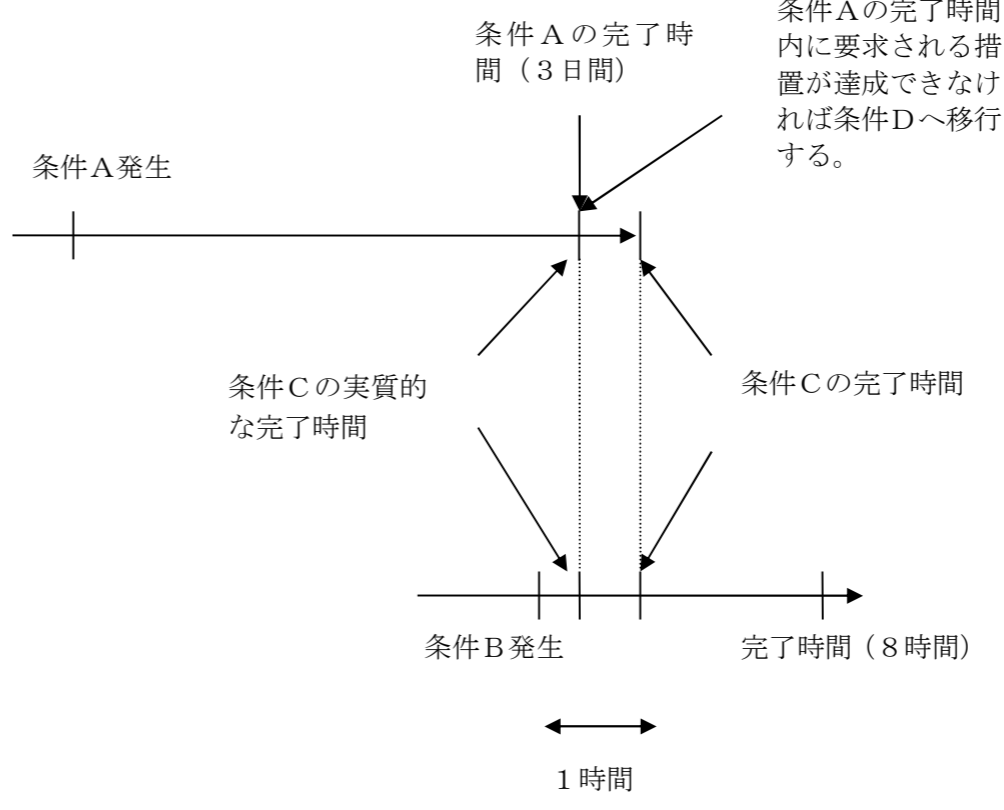 条件Ａの完了時
間（３日間）
条件Ａの完了時間
内に要求される措
置が達成できなけ
れば条件Ｄへ移行
する。
条件Ａ発生
条件Ｃの実質的
な完了時間
条件Ｃの完了時間
条件Ｂ発生
完了時間（８時間）
１時間